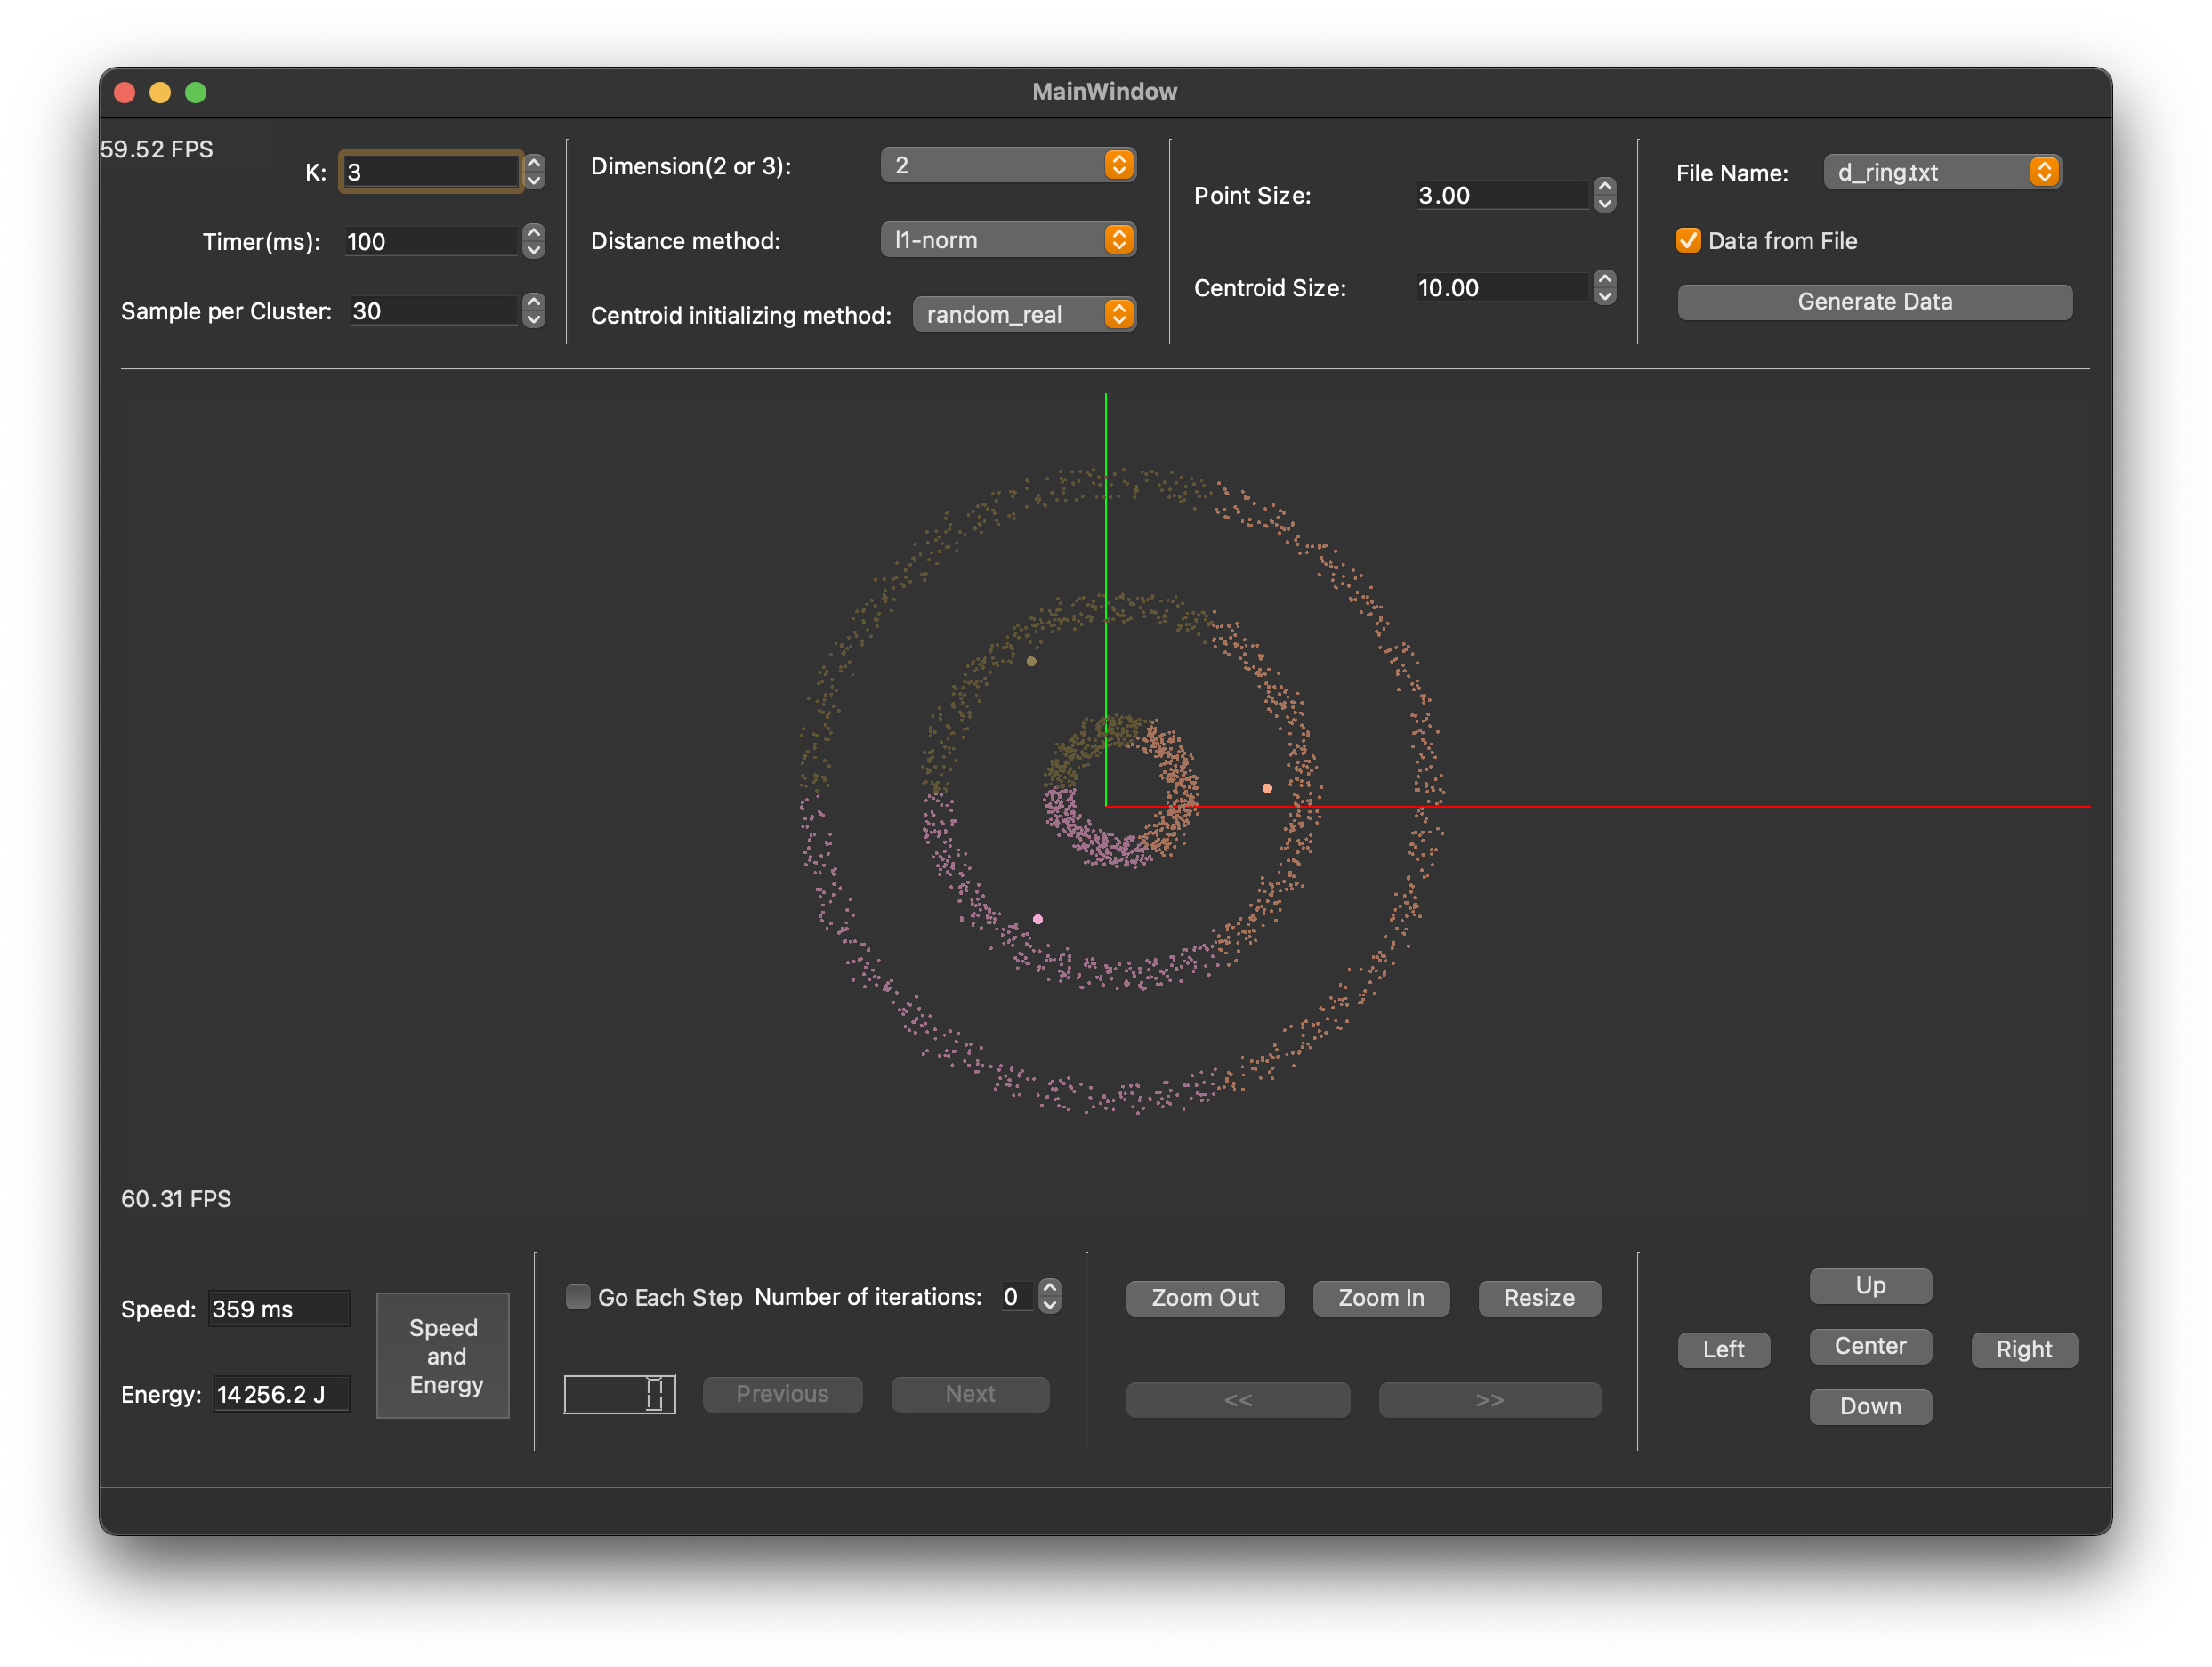 MainWindow
59.52 FPS
K: 3
Timer(ms): 100
Sample per Cluster: 30
Dimension(2 or 3): 2
Distance method: l1-norm
Centroid initializing method: random_real
Point Size: 3.00
Centroid Size: 10.00
File Name: d_ring.txt
Data from File
Generate Data
60.31 FPS
Speed: 359 ms
Energy: 14256.2 J
Speed
and
Energy
Go Each Step Number of iterations: 0
0 Previous Next
Zoom Out Zoom In Resize
<< >>
Up
Left Center Right
Down